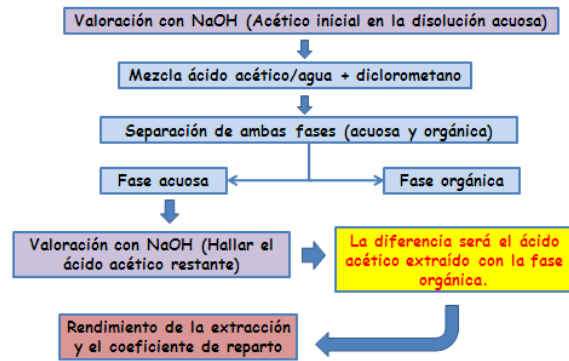 Valoración con NaOH (Acético inicial en la disolución acuosa)
Mezcla ácido acético/agua + diclorometano
Separación de ambas fases (acuosa y orgánica)
Fase acuosa
Fase orgánica
Valoración con NaOH (Hallar el
ácido acético restante)
La diferencia será el ácido
acético extraído con la fase
orgánica.
Rendimiento de la extracción
y el coeficiente de reparto